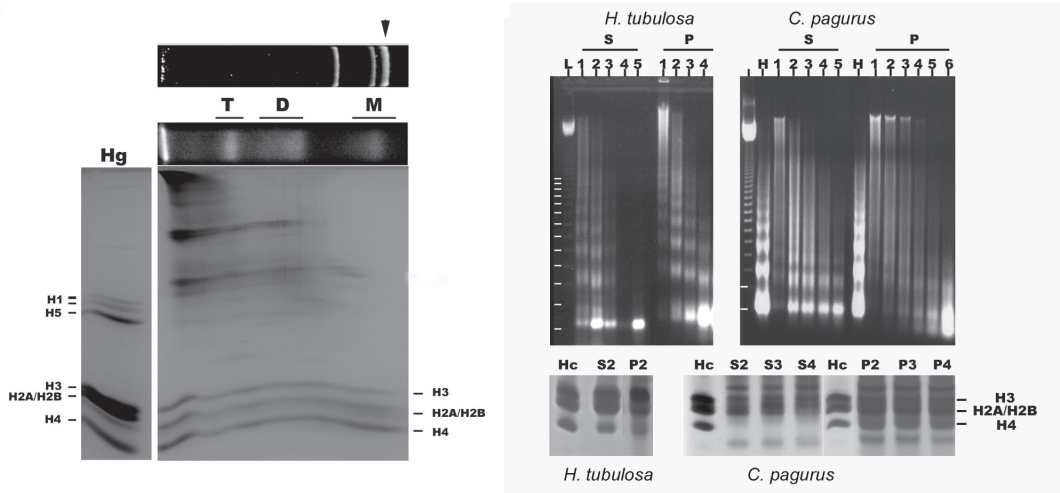 T D M
Hg
H1
H5
H3
H2A/H2B
H4
H3
H2A/H2B
H4
H. tubulosa C. pagurus
S P S P
L 1 2 3 4 5 1 2 3 4 H 1 2 3 4 5 H 1 2 3 4 5 6
Hc S2 P2 Hc S2 S3 S4 Hc P2 P3 P4
H3
H2A/H2B
H4
H. tubulosa C. pagurus